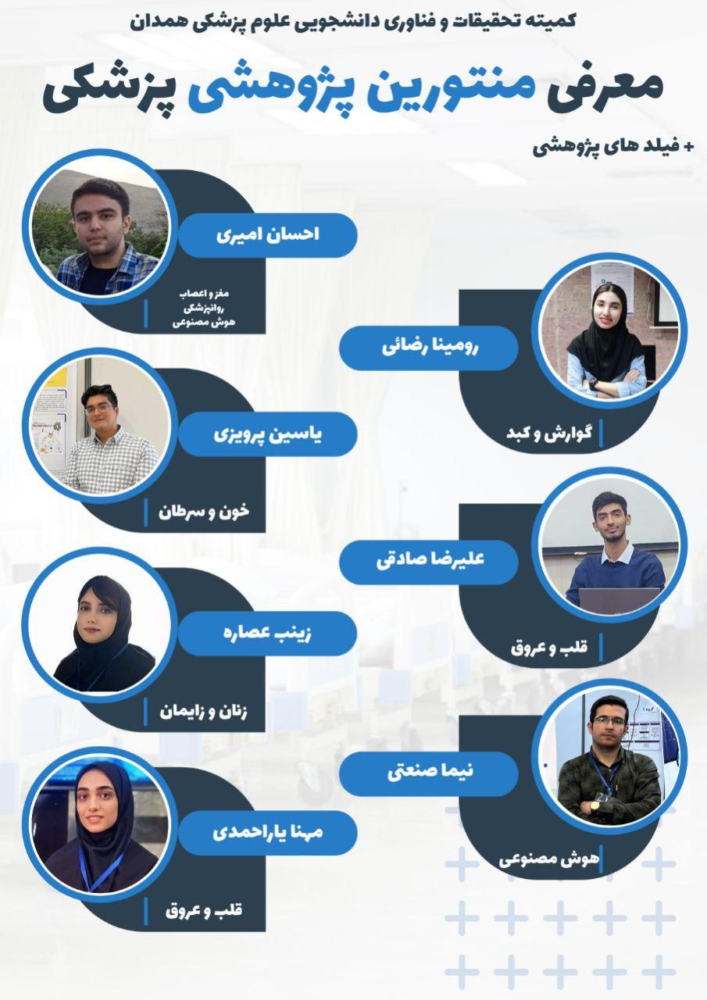 کمیته تحقیقات و فناوری دانشجویی علوم پزشکی همدان
معرفی منتورین پژوهشی پزشکی
+ فیلد های پژوهشی
احسان امیری
مغز و اعصاب
روانپزشکی
هوش مصنوعی
رومینا رضائی
گوارش و کبد
یاسین پرویزی
خون و سرطان
علیرضا صادقی
قلب و عروق
زینب عصاره
زنان و زایمان
نیما صنعتی
هوش مصنوعی
مهنا یاراحمدی
قلب و عروق